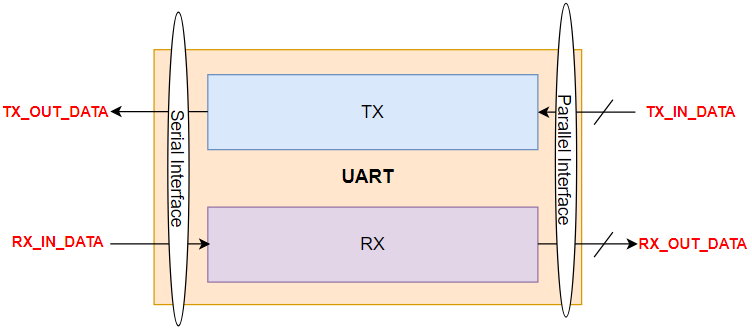 TX_OUT_DATA
Serial Interface
TX
Parallel Interface
TX_IN_DATA
UART
RX_IN_DATA
RX
RX_OUT_DATA